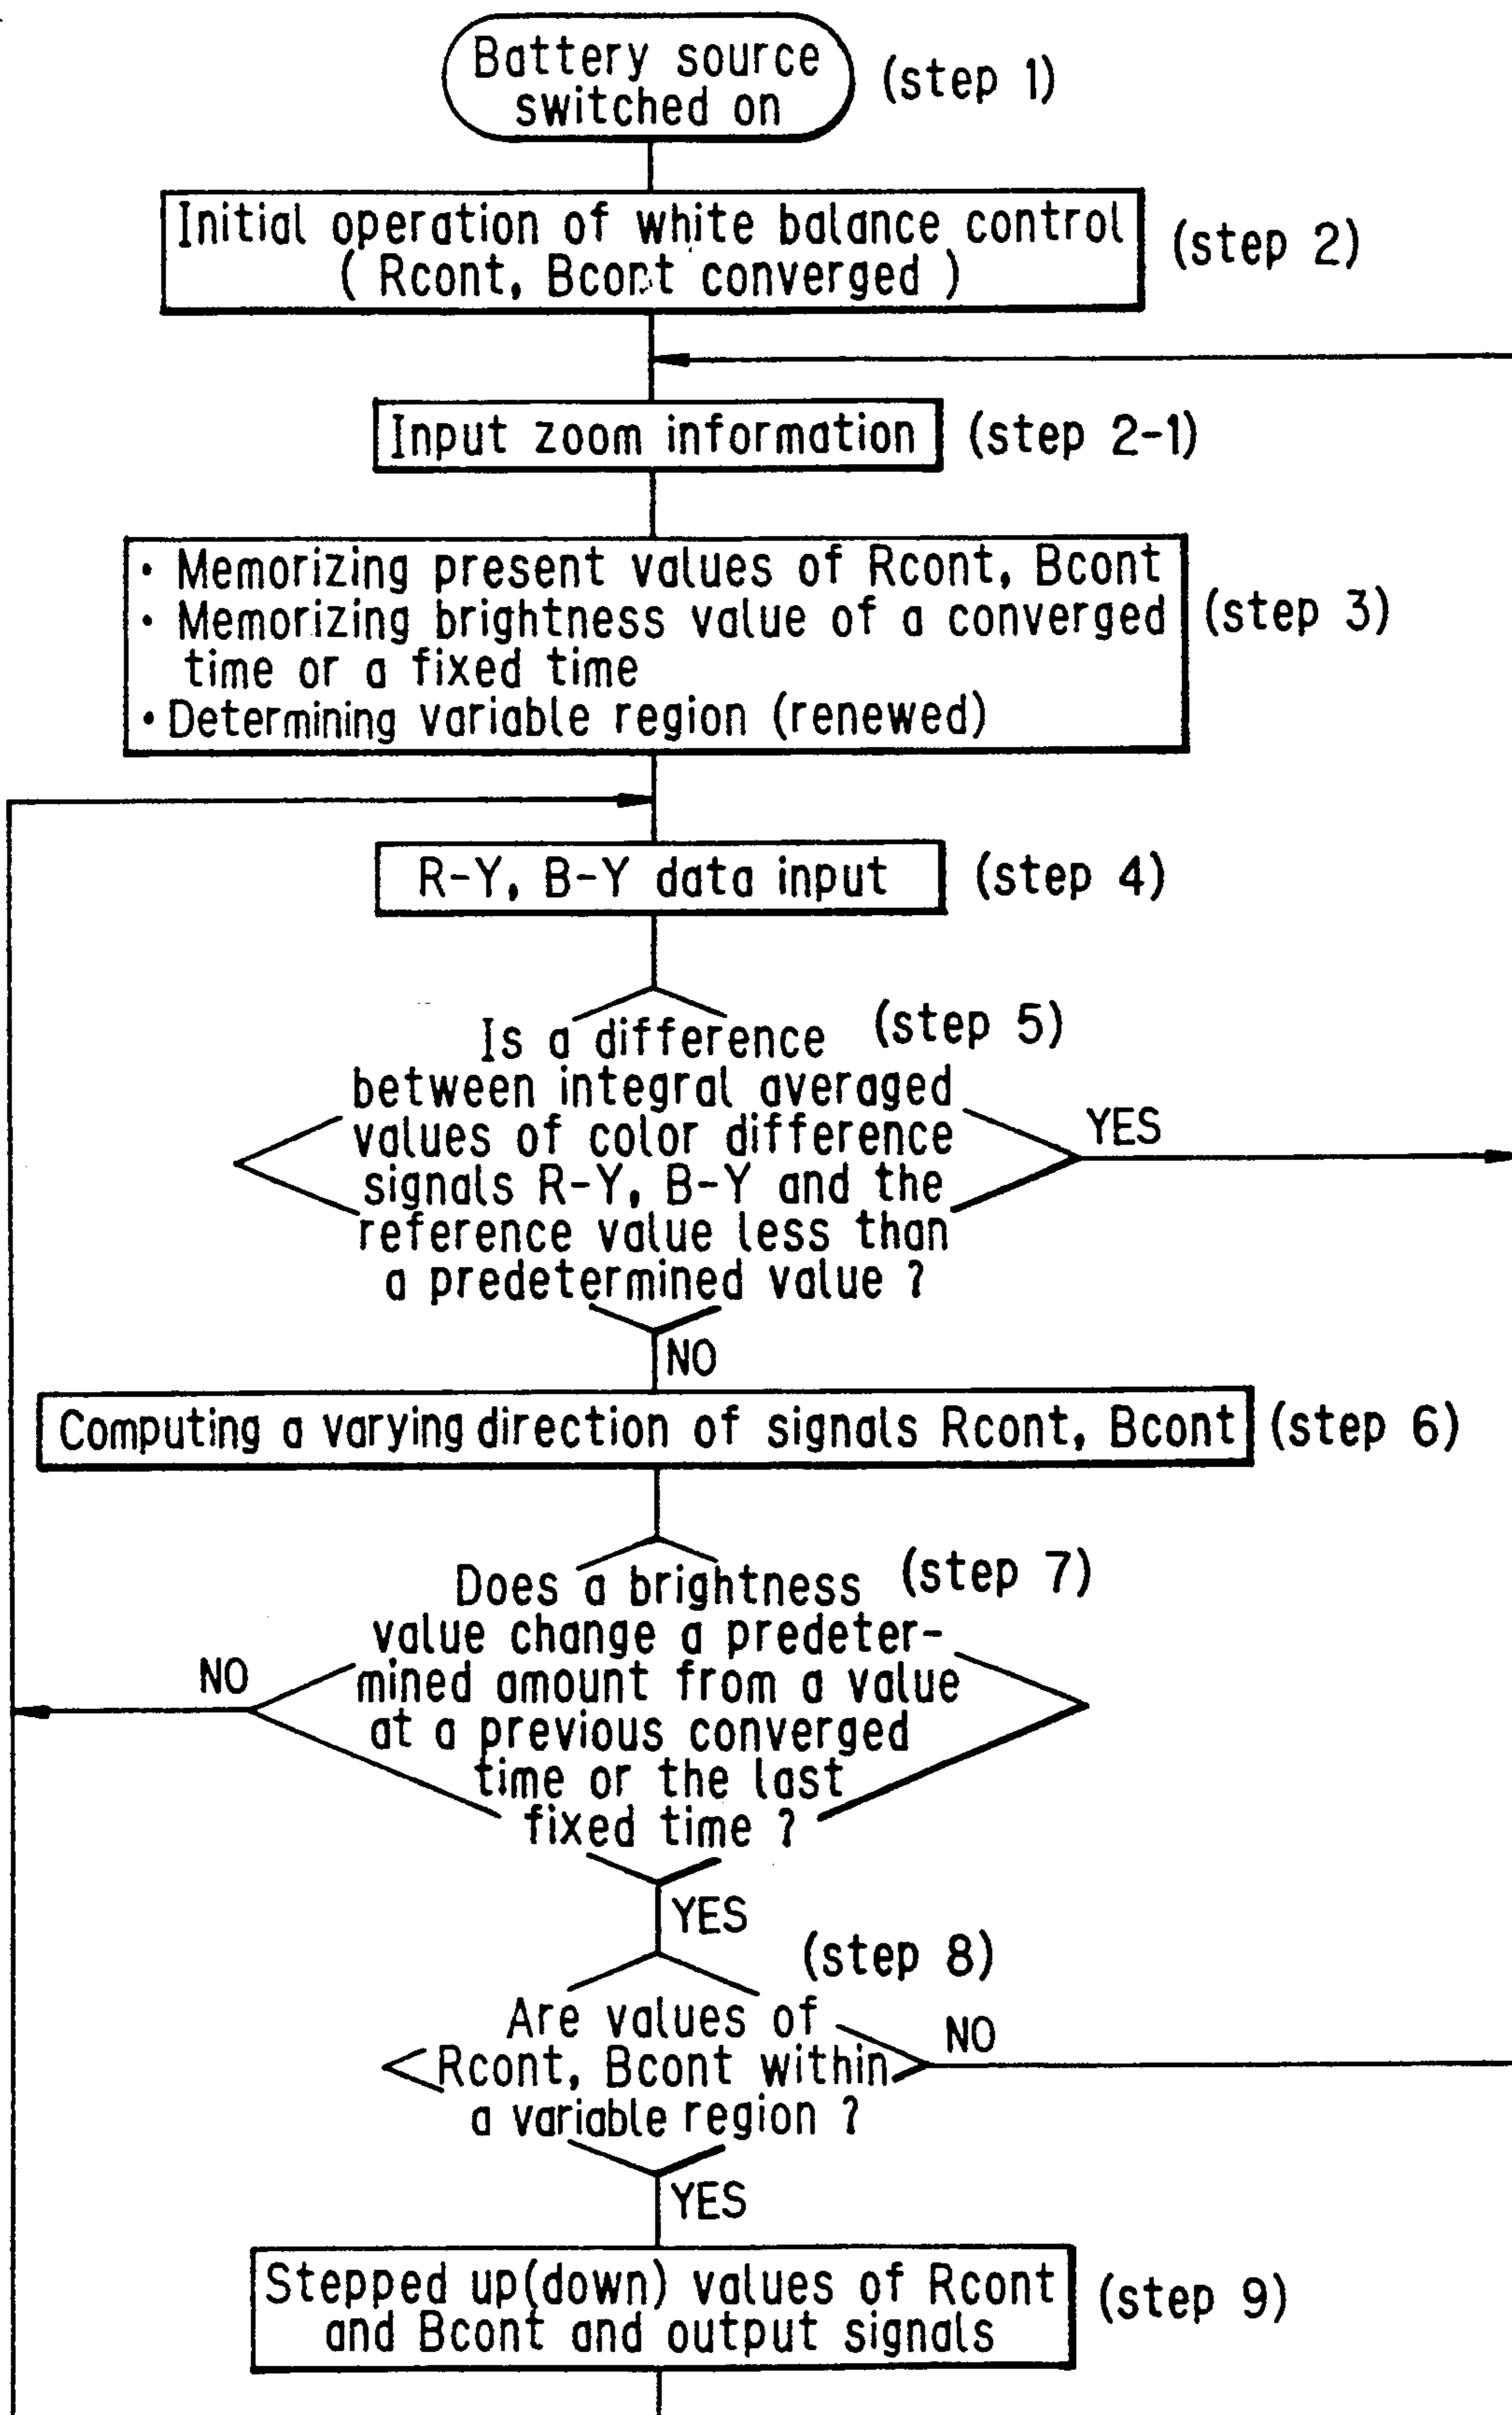 Battery source
switched on
(step 1)
Initial operation of white balance control
( Rcont, Bcont converged )
(step 2)
Input zoom information
(step 2-1)
· Memorizing present values of Rcont, Bcont
· Memorizing brightness value of a converged
time or a fixed time
· Determining variable region (renewed)
(step 3)
R-Y, B-Y data input
(step 4)
(step 5)
Is a difference
between integral averaged
values of color difference
signals R-Y, B-Y and the
reference value less than
a predetermined value ?
YES
NO
Computing a varying direction of signals Rcont, Bcont
(step 6)
(step 7)
Does a brightness
value change a predeter-
mined amount from a value
at a previous converged
time or the last
fixed time ?
NO
YES
(step 8)
Are values of
Rcont, Bcont within
a variable region ?
NO
YES
Stepped up(down) values of Rcont
and Bcont and output signals
(step 9)